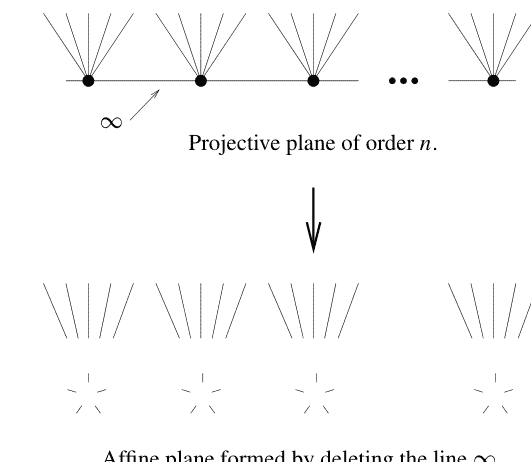 ∞
Projective plane of order n.
Affine plane formed by deleting the line ∞